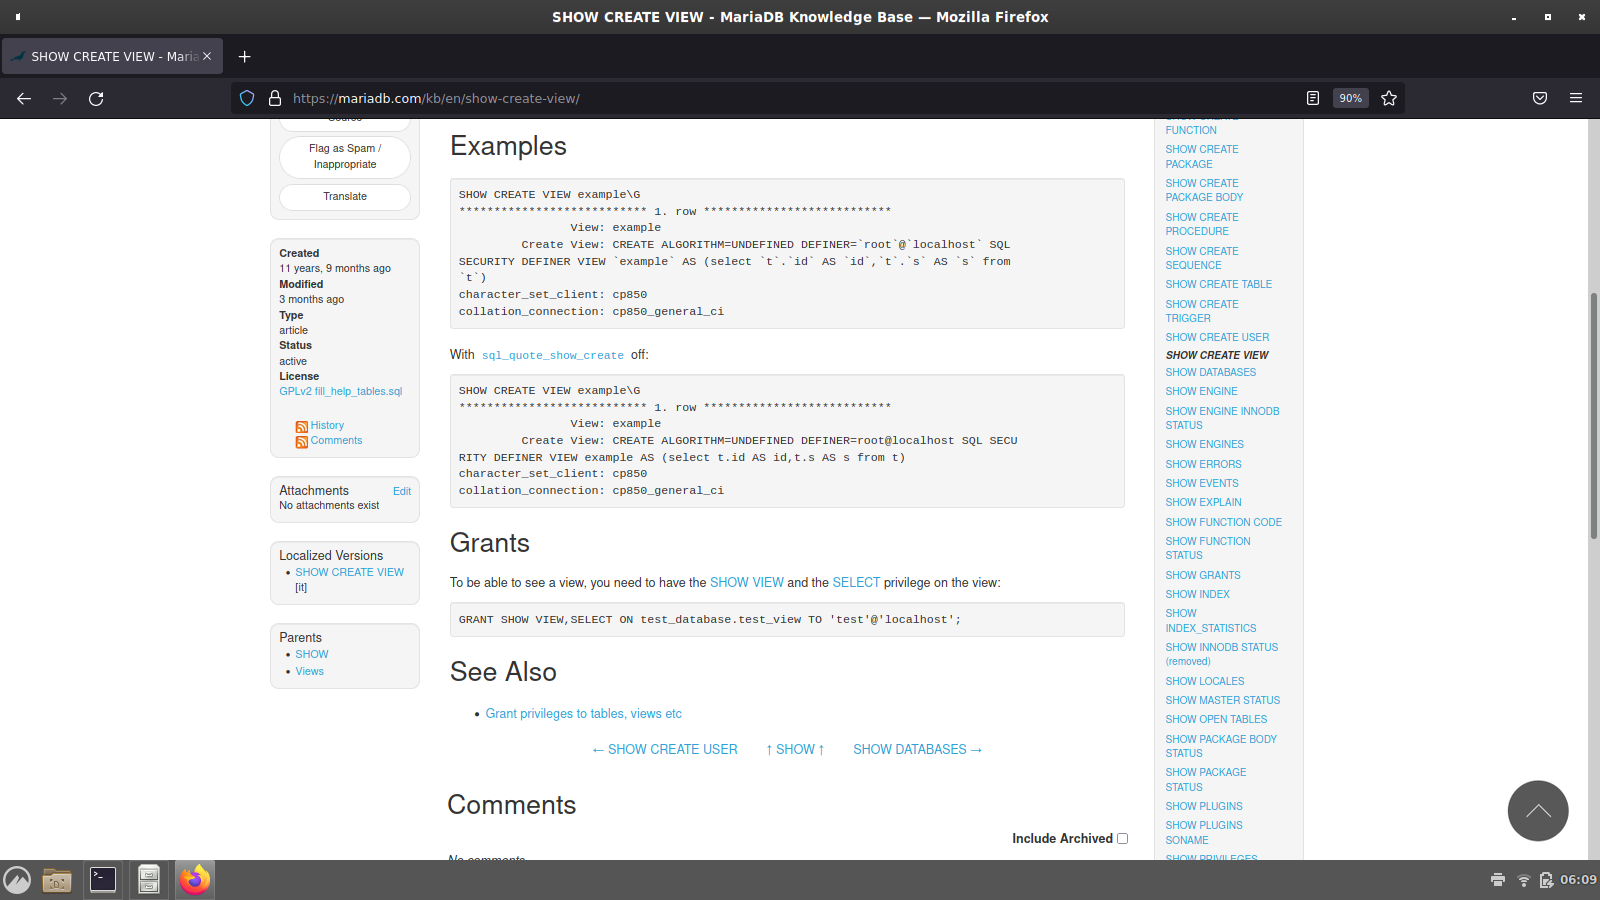 SHOW CREATE VIEW - MariaDB Knowledge Base — Mozilla Firefox
SHOW CREATE VIEW - Maria
https://mariadb.com/kb/en/show-create-view/
90%
Source
Flag as Spam /
Inappropriate
Translate
Created
11 years, 9 months ago
Modified
3 months ago
Type
article
Status
active
License
GPLv2 fill_help_tables.sql
History
Comments
Attachments Edit
No attachments exist
Localized Versions
• SHOW CREATE VIEW
[it]
Parents
• SHOW
• Views
Examples
SHOW CREATE VIEW example\G
*************************** 1. row ***************************
View: example
Create View: CREATE ALGORITHM=UNDEFINED DEFINER=`root`@`localhost` SQL
SECURITY DEFINER VIEW `example` AS (select `t`.`id` AS `id`,`t`.`s` AS `s` from
`t`)
character_set_client: cp850
collation_connection: cp850_general_ci
With sql_quote_show_create off:
SHOW CREATE VIEW example\G
*************************** 1. row ***************************
View: example
Create View: CREATE ALGORITHM=UNDEFINED DEFINER=root@localhost SQL SECU
RITY DEFINER VIEW example AS (select t.id AS id,t.s AS s from t)
character_set_client: cp850
collation_connection: cp850_general_ci
Grants
To be able to see a view, you need to have the SHOW VIEW and the SELECT privilege on the view:
GRANT SHOW VIEW,SELECT ON test_database.test_view TO 'test'@'localhost';
See Also
• Grant privileges to tables, views etc
← SHOW CREATE USER ↑ SHOW ↑ SHOW DATABASES →
Comments
Include Archived
No comments
SHOW CREATE
FUNCTION
SHOW CREATE
PACKAGE
SHOW CREATE
PACKAGE BODY
SHOW CREATE
PROCEDURE
SHOW CREATE
SEQUENCE
SHOW CREATE TABLE
SHOW CREATE
TRIGGER
SHOW CREATE USER
SHOW CREATE VIEW
SHOW DATABASES
SHOW ENGINE
SHOW ENGINE INNODB
STATUS
SHOW ENGINES
SHOW ERRORS
SHOW EVENTS
SHOW EXPLAIN
SHOW FUNCTION CODE
SHOW FUNCTION
STATUS
SHOW GRANTS
SHOW INDEX
SHOW
INDEX_STATISTICS
SHOW INNODB STATUS
(removed)
SHOW LOCALES
SHOW MASTER STATUS
SHOW OPEN TABLES
SHOW PACKAGE BODY
STATUS
SHOW PACKAGE
STATUS
SHOW PLUGINS
SHOW PLUGINS
SONAME
SHOW PRIVILEGES
06:09